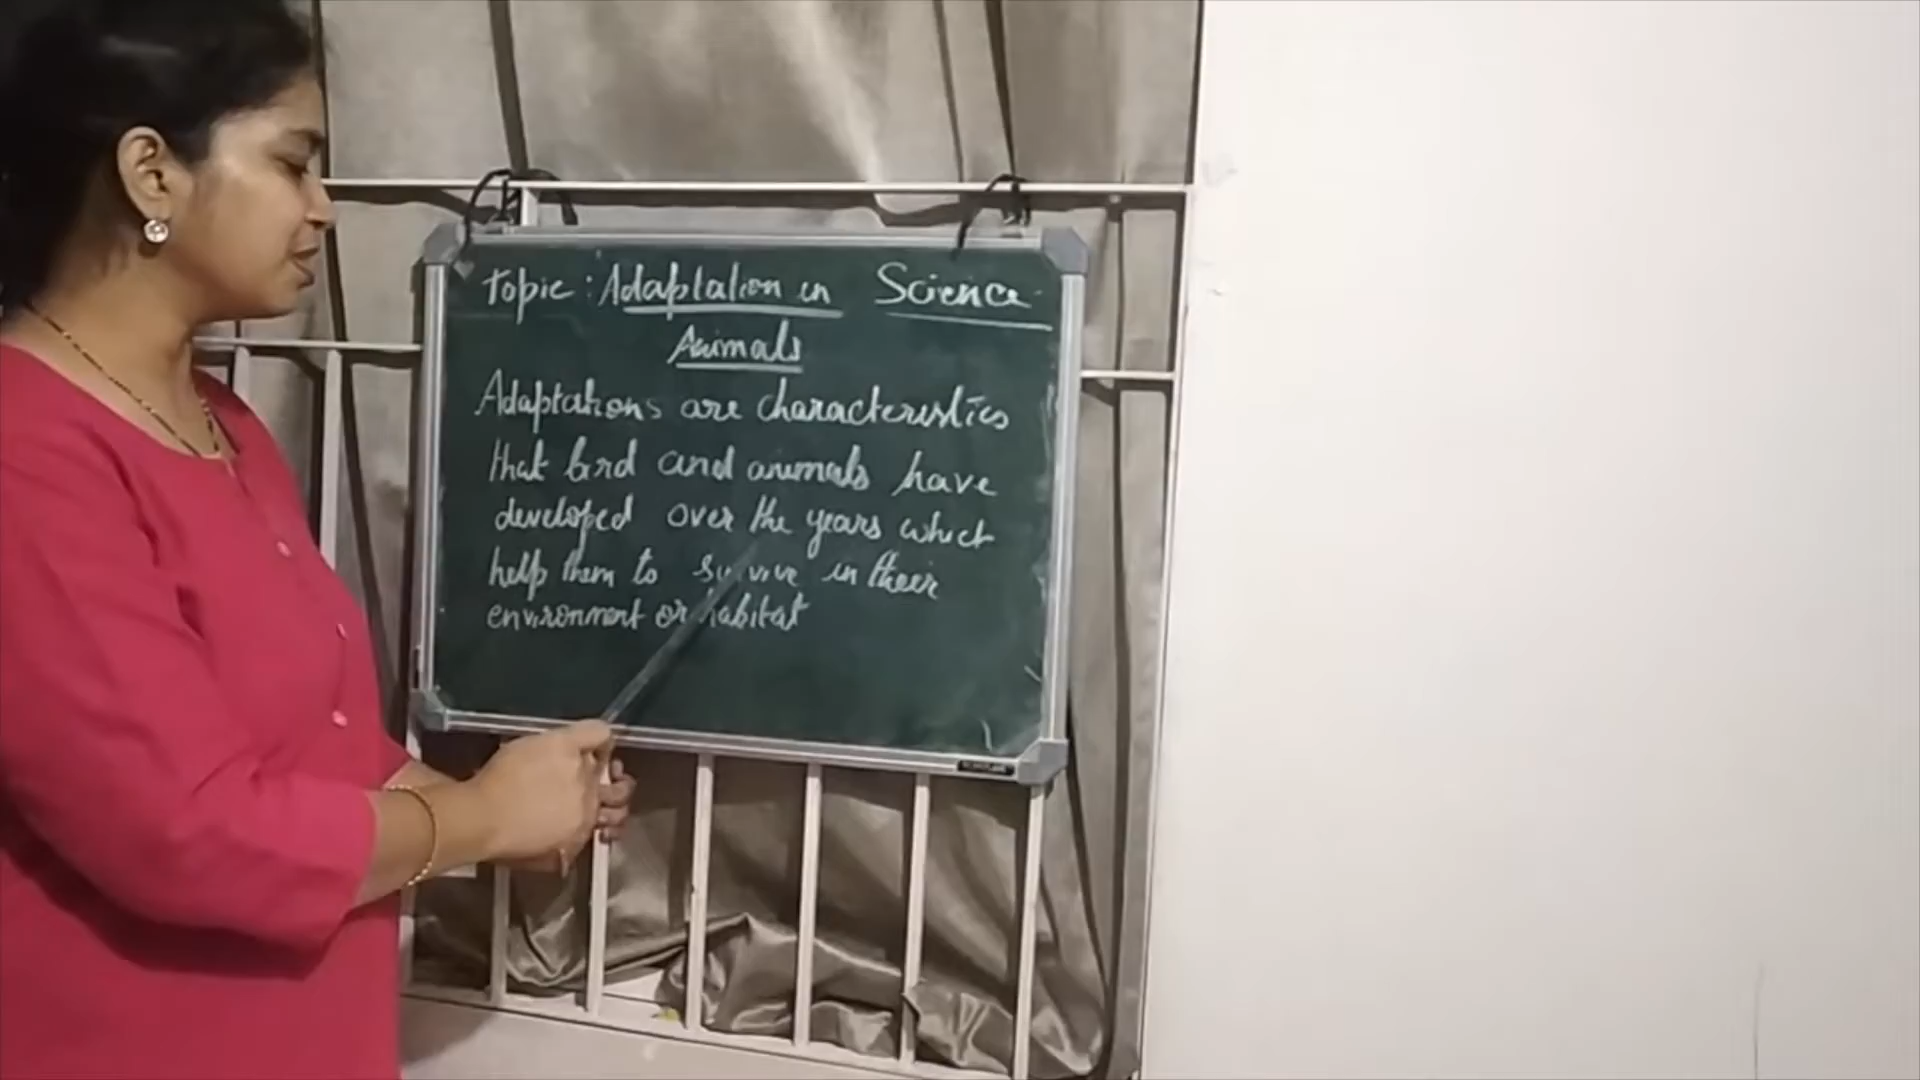 Topic : Adaptation in Science
Animals
Adaptations are characteristics
that bird and animals have
developed over the years which
help them to survive in their
environment or habitat